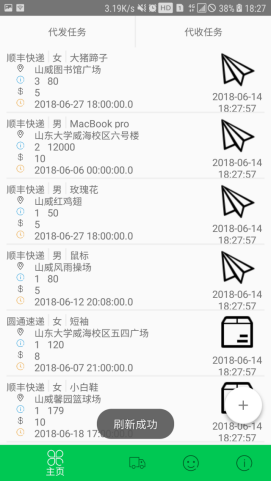 3.19K/s HD 38% 18:27
代发任务 代收任务
顺丰快递 女 大猪蹄子
山威图书馆广场
3 80
5
2018-06-27 18:00:00.0
2018-06-14
18:27:57
顺丰快递 男 MacBook pro
山东大学威海校区六号楼
2 12000
10
2018-06-06 00:00:00.0
2018-06-14
18:27:57
顺丰快递 男 玫瑰花
山威红鸡翅
1 50
5
2018-06-27 00:00:00.0
2018-06-14
18:27:57
顺丰快递 男 鼠标
山威风雨操场
1 80
5
2018-06-12 20:08:00.0
2018-06-14
18:27:57
圆通速递 女 短袖
山东大学威海校区五四广场
1 120
8
2018-06-07 21:00:00.0
2018-06-14
18:27:57
顺丰快递 女 小白鞋
山威馨园篮球场
1 179
10
2018-06-18 17:
18:27:57
刷新成功
主页